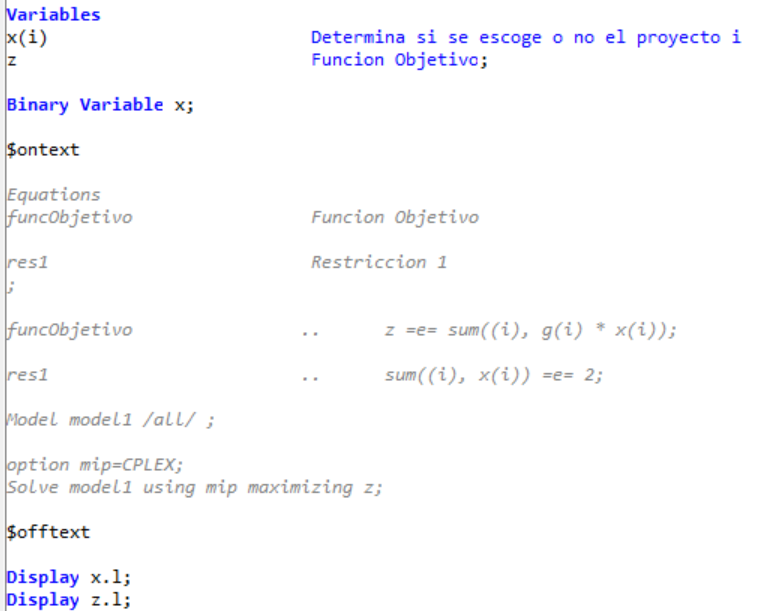 Variables
x(i) Determina si se escoge o no el proyecto i
z Funcion Objetivo;
Binary Variable x;
$ontext
Equations
funcObjetivo Funcion Objetivo
res1 Restriccion 1
;
funcObjetivo .. z =e= sum((i), g(i) * x(i));
res1 .. sum((i), x(i)) =e= 2;
Model model1 /all/ ;
option mip=CPLEX;
Solve model1 using mip maximizing z;
$offtext
Display x.l;
Display z.l;